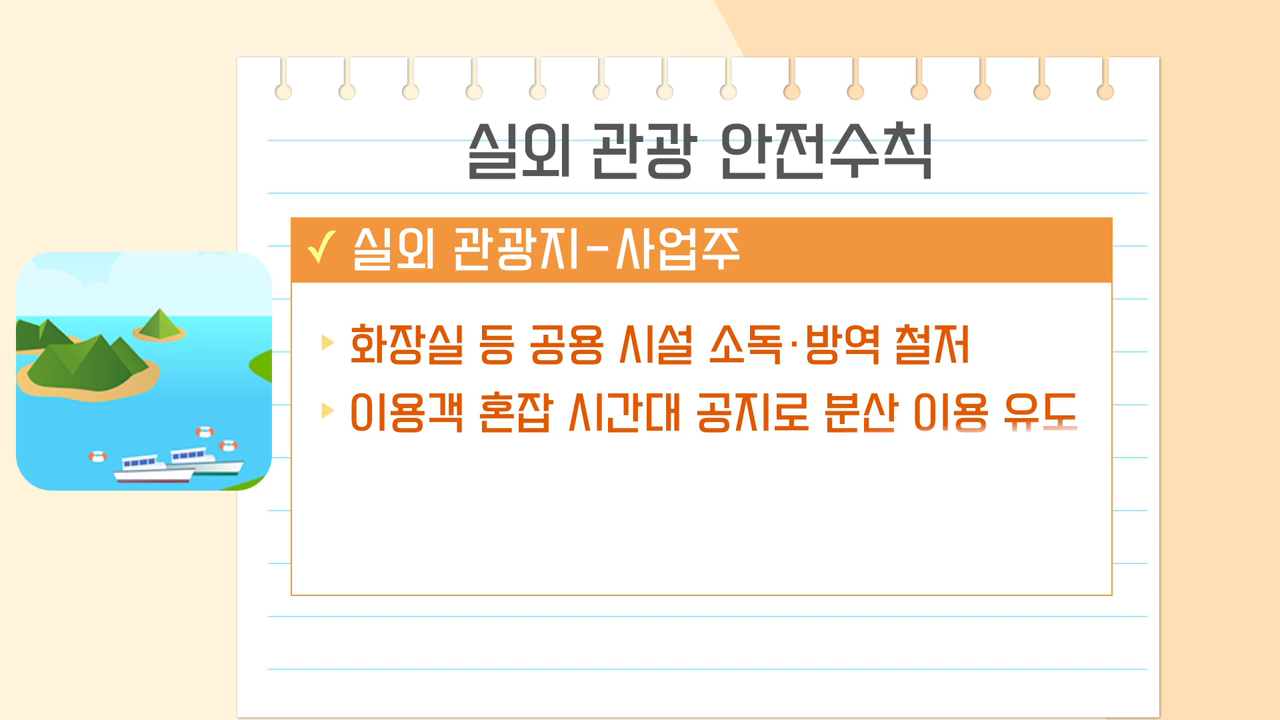 실외 관광 안전수칙
✓ 실외 관광지-사업주
▶ 화장실 등 공용 시설 소독·방역 철저
▶ 이용객 혼잡 시간대 공지로 분산 이용 유도